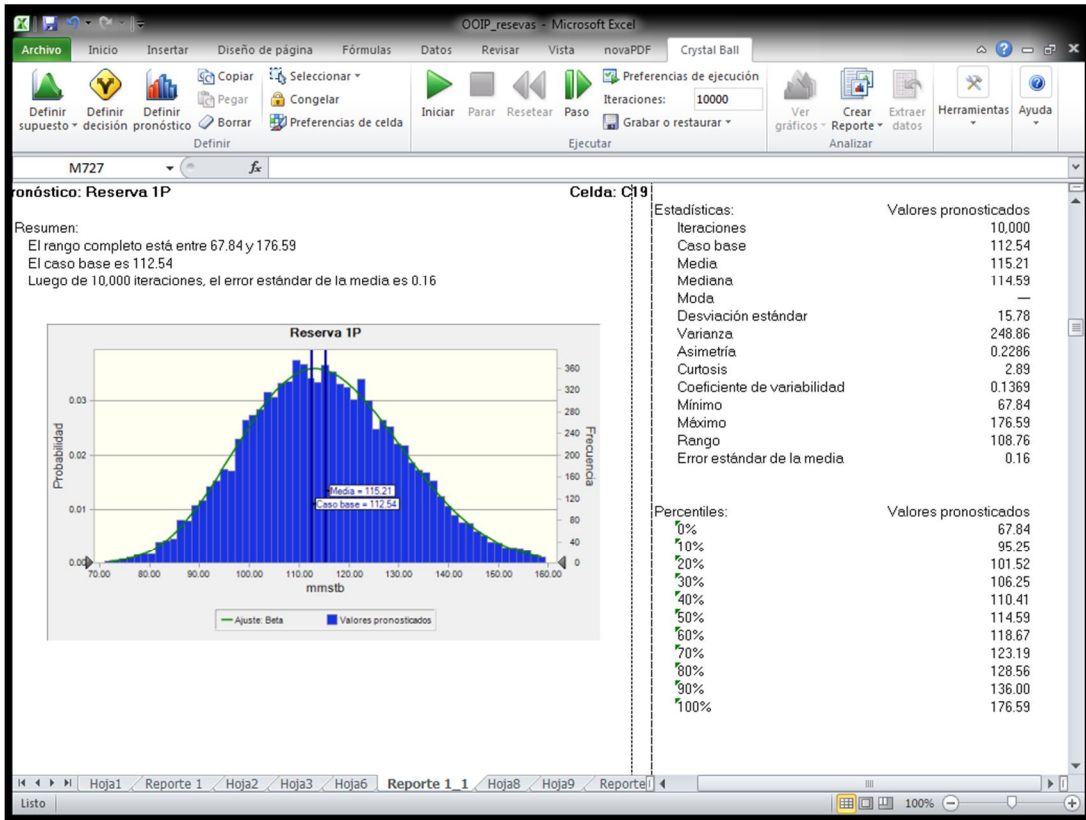 OOIP_resevas - Microsoft Excel
Archivo Inicio Insertar Diseño de página Fórmulas Datos Revisar Vista novaPDF Crystal Ball
Definir supuesto
Definir decisión
Definir pronóstico
Copiar
Pegar
Borrar
Seleccionar
Congelar
Preferencias de celda
Definir
Iniciar
Parar
Resetear
Paso
Preferencias de ejecución
Iteraciones: 10000
Grabar o restaurar
Ejecutar
Ver gráficos
Crear Reporte
Extraer datos
Analizar
Herramientas
Ayuda
M727 fx
ronóstico: Reserva 1P Celda: C19
Resumen:
El rango completo está entre 67.84 y 176.59
El caso base es 112.54
Luego de 10,000 iteraciones, el error estándar de la media es 0.16
Reserva 1P
Probabilidad
0.03
0.02
0.01
0.00
Frecuencia
360
320
280
240
200
160
120
80
40
0
Media = 115.21
Caso base = 112.54
70.00 80.00 90.00 100.00 110.00 120.00 130.00 140.00 150.00 160.00
mmstb
Ajuste: Beta Valores pronosticados
Estadísticas: Valores pronosticados
Iteraciones 10,000
Caso base 112.54
Media 115.21
Mediana 114.59
Moda —
Desviación estándar 15.78
Varianza 248.86
Asimetría 0.2286
Curtosis 2.89
Coeficiente de variabilidad 0.1369
Mínimo 67.84
Máximo 176.59
Rango 108.76
Error estándar de la media 0.16
Percentiles: Valores pronosticados
0% 67.84
10% 95.25
20% 101.52
30% 106.25
40% 110.41
50% 114.59
60% 118.67
70% 123.19
80% 128.56
90% 136.00
100% 176.59
Hoja1 Reporte 1 Hoja2 Hoja3 Hoja6 Reporte 1_1 Hoja8 Hoja9 Reporte
Listo 100%